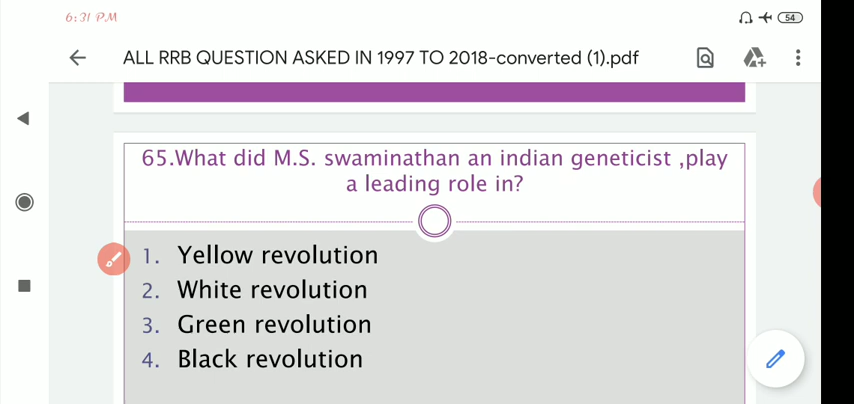 6:31 PM
54
ALL RRB QUESTION ASKED IN 1997 TO 2018-converted (1).pdf
65.What did M.S. swaminathan an indian geneticist ,play
a leading role in?
1. Yellow revolution
2. White revolution
3. Green revolution
4. Black revolution